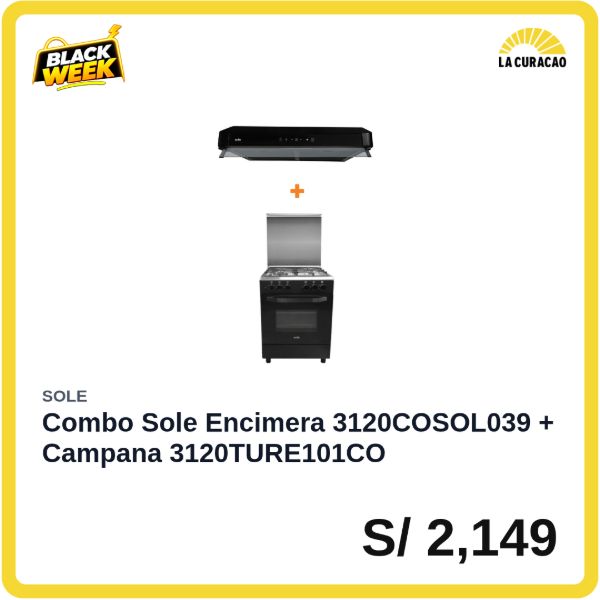 BLACK
WEEK
LA CURACAO
SOLE
Combo Sole Encimera 3120COSOL039 +
Campana 3120TURE101CO
S/ 2,149